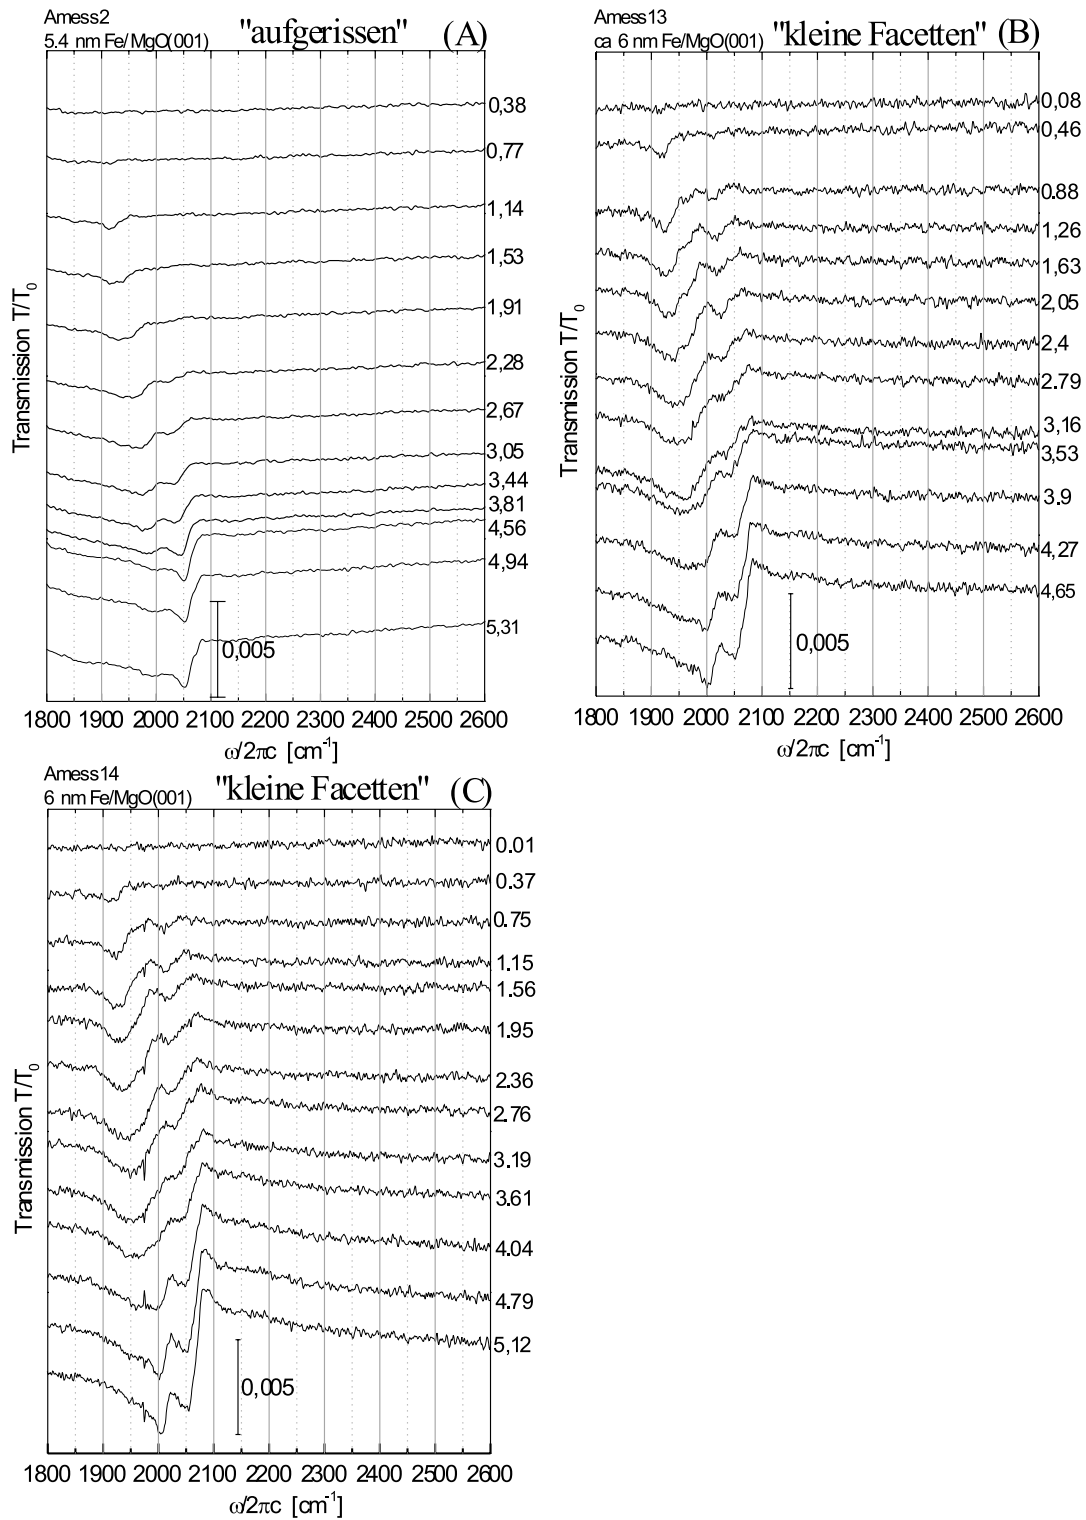 Amess2
5.4 nm Fe/MgO(001)
"aufgerissen"
(A)
0,38
0,77
1,14
1,53
1,91
2,28
2,67
3,05
3,44
3,81
4,56
4,94
5,31
0,005
Transmission T/T0
1800 1900 2000 2100 2200 2300 2400 2500 2600
ω/2πc [cm-1]
Amess13
ca 6 nm Fe/MgO(001)
"kleine Facetten"
(B)
0,08
0,46
0.88
1,26
1,63
2,05
2,4
2.79
3,16
3,53
3.9
4,27
4,65
0,005
Transmission T/T0
1800 1900 2000 2100 2200 2300 2400 2500 2600
ω/2πc [cm-1]
Amess14
6 nm Fe/MgO(001)
"kleine Facetten"
(C)
0.01
0.37
0.75
1.15
1.56
1.95
2.36
2.76
3.19
3.61
4.04
4.79
5,12
0,005
Transmission T/T0
1800 1900 2000 2100 2200 2300 2400 2500 2600
ω/2πc [cm-1]